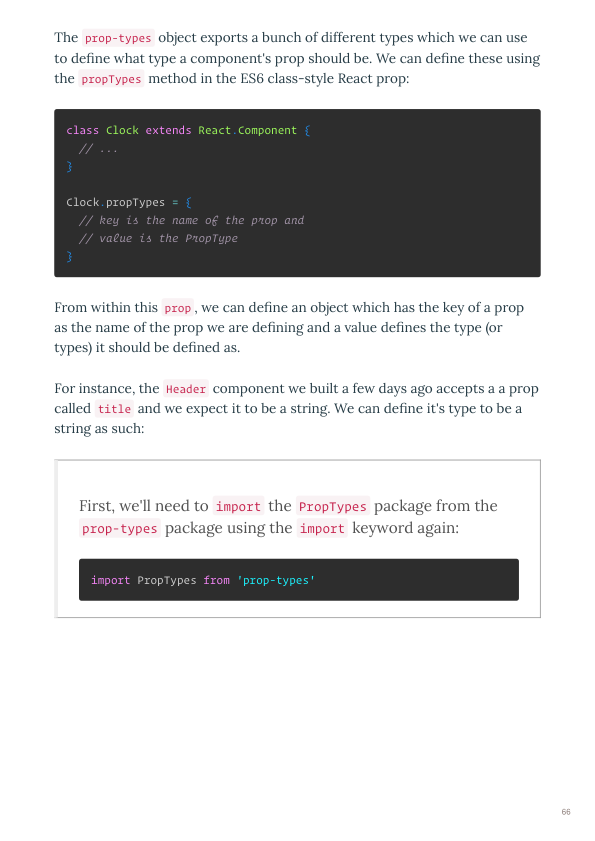 The prop-types object exports a bunch of different types which we can use
to define what type a component's prop should be. We can define these using
the propTypes method in the ES6 class-style React prop:
class Clock extends React.Component {
  // ...
}
Clock.propTypes = {
  // key is the name of the prop and
  // value is the PropType
}
From within this prop, we can define an object which has the key of a prop
as the name of the prop we are defining and a value defines the type (or
types) it should be defined as.
For instance, the Header component we built a few days ago accepts a a prop
called title and we expect it to be a string. We can define it's type to be a
string as such:
First, we'll need to import the PropTypes package from the
prop-types package using the import keyword again:
import PropTypes from 'prop-types'
66